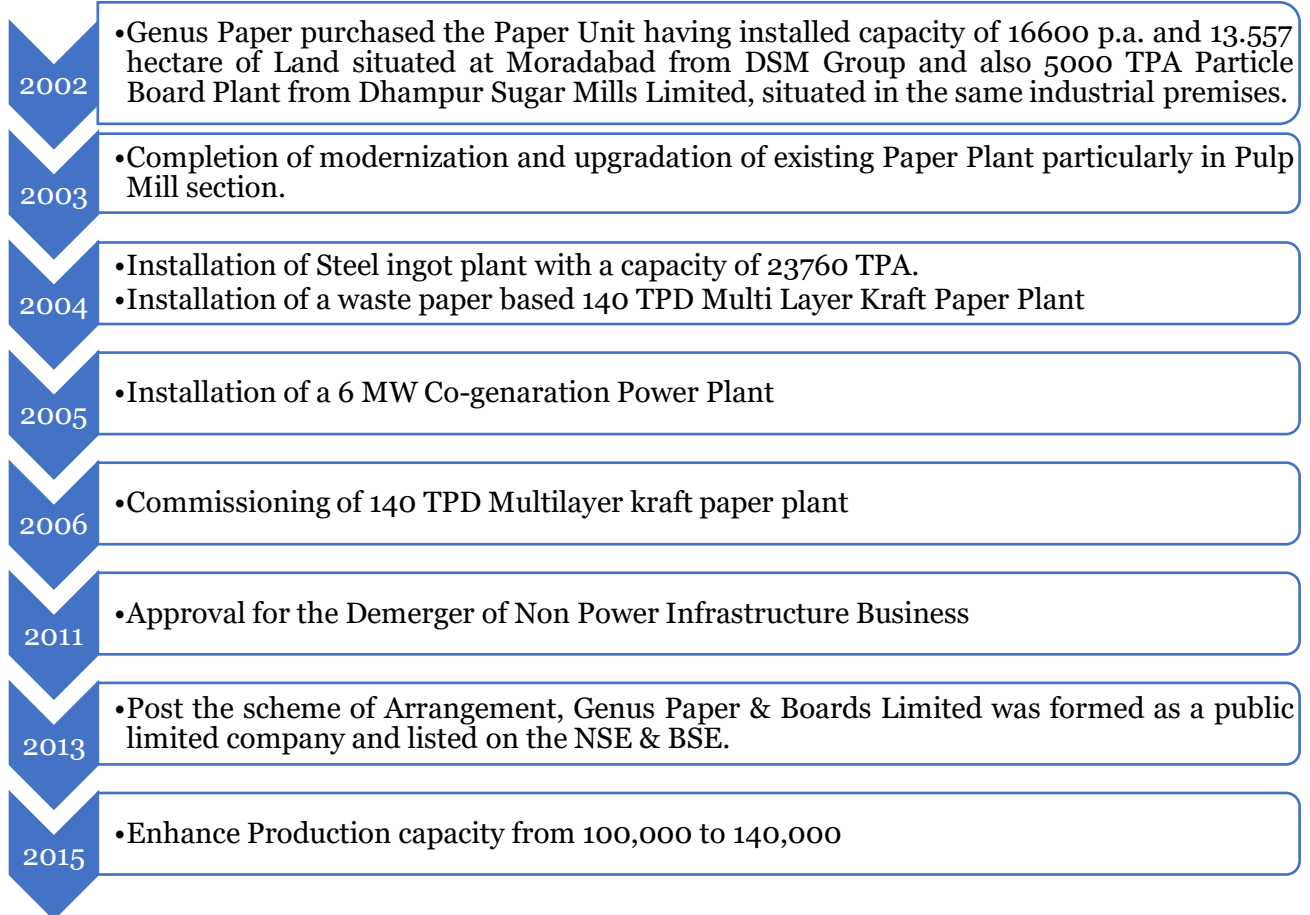 2002
•Genus Paper purchased the Paper Unit having installed capacity of 16600 p.a. and 13.557
hectare of Land situated at Moradabad from DSM Group and also 5000 TPA Particle
Board Plant from Dhampur Sugar Mills Limited, situated in the same industrial premises.
2003
•Completion of modernization and upgradation of existing Paper Plant particularly in Pulp
Mill section.
2004
•Installation of Steel ingot plant with a capacity of 23760 TPA.
•Installation of a waste paper based 140 TPD Multi Layer Kraft Paper Plant
2005
•Installation of a 6 MW Co-genaration Power Plant
2006
•Commissioning of 140 TPD Multilayer kraft paper plant
2011
•Approval for the Demerger of Non Power Infrastructure Business
2013
•Post the scheme of Arrangement, Genus Paper & Boards Limited was formed as a public
limited company and listed on the NSE & BSE.
2015
•Enhance Production capacity from 100,000 to 140,000